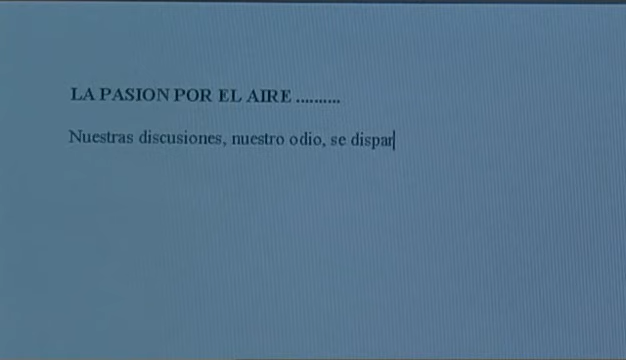 LA PASION POR EL AIRE ..........
Nuestras discusiones, nuestro odio, se dispar